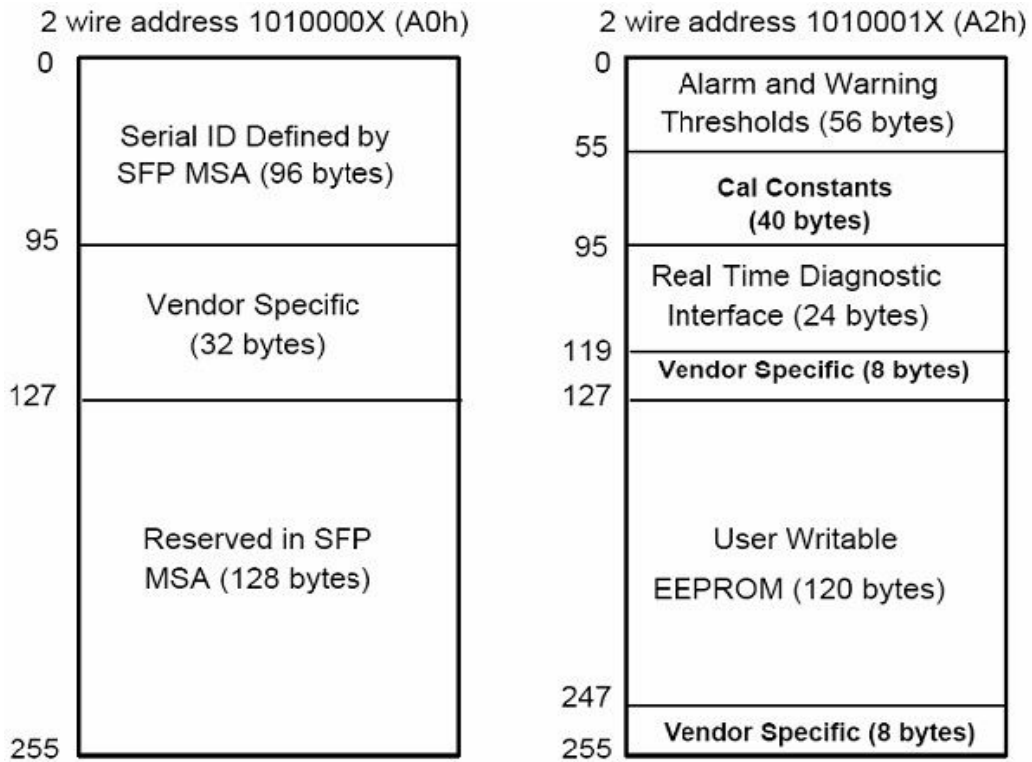 2 wire address 1010000X (A0h)
0
Serial ID Defined by
SFP MSA (96 bytes)
95
Vendor Specific
(32 bytes)
127
Reserved in SFP
MSA (128 bytes)
255
2 wire address 1010001X (A2h)
0
Alarm and Warning
Thresholds (56 bytes)
55
Cal Constants
(40 bytes)
95
Real Time Diagnostic
Interface (24 bytes)
119
Vendor Specific (8 bytes)
127
User Writable
EEPROM (120 bytes)
247
Vendor Specific (8 bytes)
255